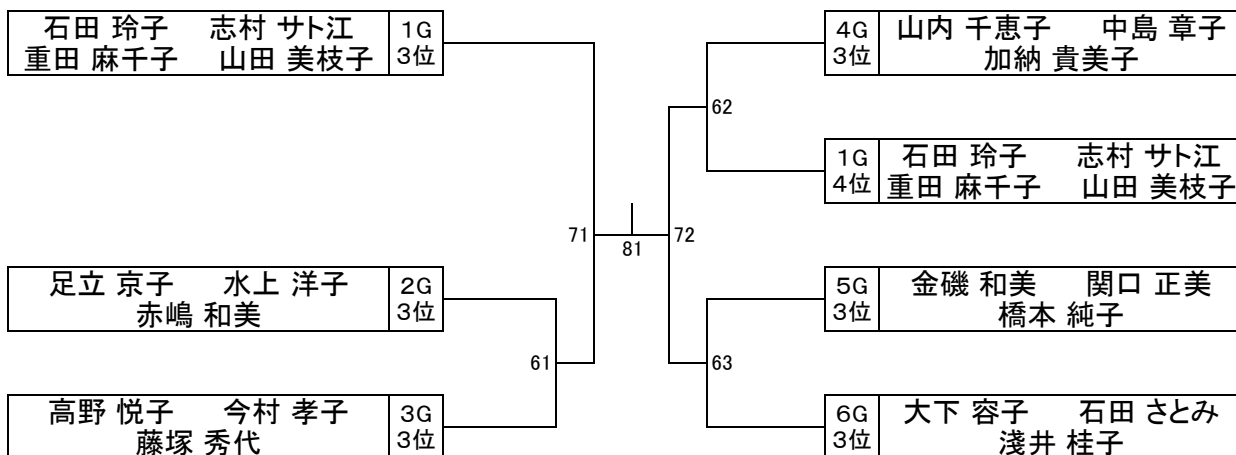 石田 玲子 志村 サト江 1G
重田 麻千子 山田 美枝子 3位
足立 京子 水上 洋子 2G
赤嶋 和美 3位
高野 悦子 今村 孝子 3G
藤塚 秀代 3位
61
71
81
72
62
63
4G 山内 千恵子 中島 章子
3位 加納 貴美子
1G 石田 玲子 志村 サト江
4位 重田 麻千子 山田 美枝子
5G 金磯 和美 関口 正美
3位 橋本 純子
6G 大下 容子 石田 さとみ
3位 淺井 桂子